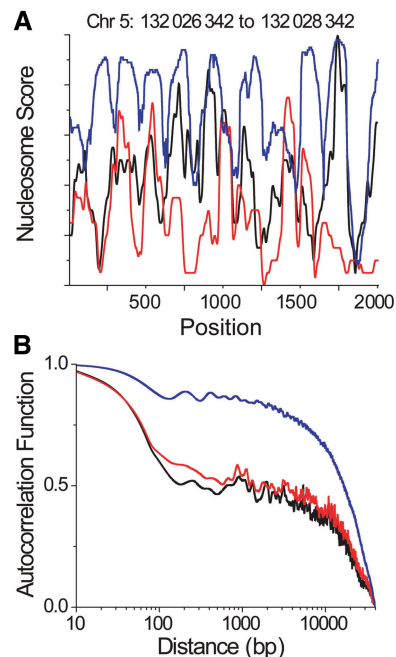 A
Chr 5: 132 026 342 to 132 028 342
Nucleosome Score
500 1000 1500 2000
Position
B
Autocorrelation Function
1.0
0.5
0.0
10 100 1000 10000
Distance (bp)